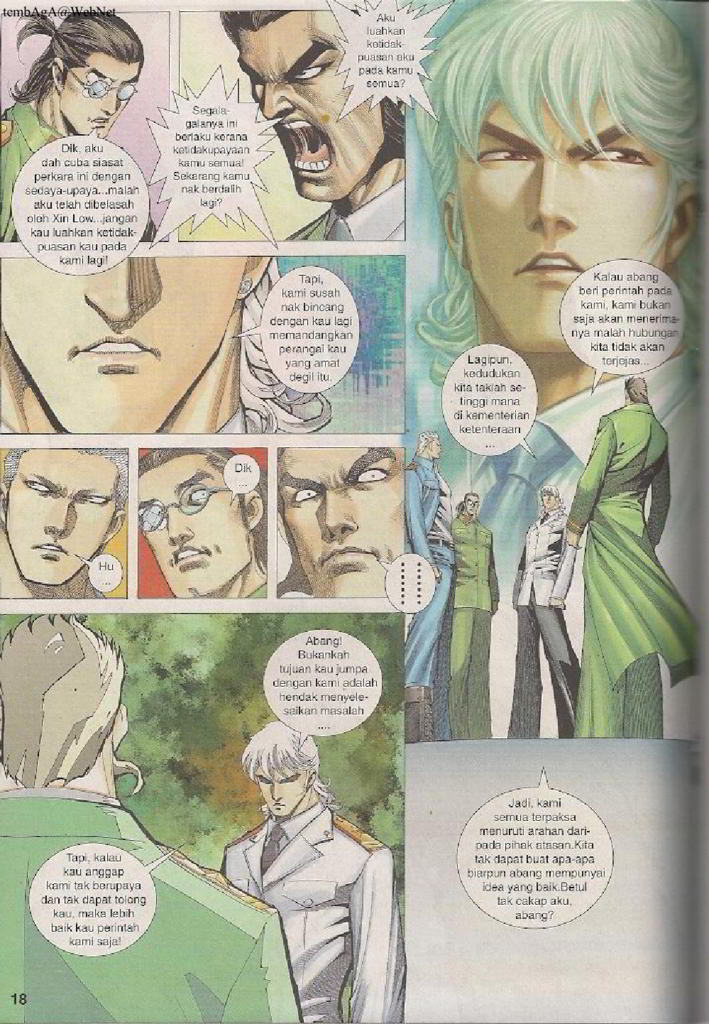 tembAgA@WebNet
Dik,
aku
dah cuba siasat
perkara ini dengan
sedaya-upaya...malah
aku telah dibelasah
oleh Xin Low...jangan
kau luahkan ketidak-
puasan kau pada
kami lagi!
Segala-
galanya ini
berlaku kerana
ketidakupayaan
kamu semua!
Sekarang kamu
nak berdalih
lagi?
Aku
luahkan
ketidak-
puasan aku
pada kamu
semua?
Tapi,
kami susah
nak bincang
dengan kau lagi
memandangkan
perangai kau
yang amat
degil itu.
Hu
...
Dik
...
Abang!
Bukankah
tujuan kau jumpa
dengan kami adalah
hendak menyele-
saikan masalah
....
Tapi, kalau
kau anggap
kami tak berupaya
dan tak dapat tolong
kau, maka lebih
baik kau perintah
kami saja!
Kalau abang
beri perintah pada
kami, kami bukan
saja akan menerima-
nya malah hubungan
kita tidak akan
terjejas...
Lagipun,
kedudukan
kita taklah se-
tinggi mana
di kementerian
ketenteraan
...
Jadi, kami
semua terpaksa
menuruti arahan dari-
pada pihak atasan.Kita
tak dapat buat apa-apa
biarpun abang mempunyai
idea yang baik.Betul
tak cakap aku,
abang?
18